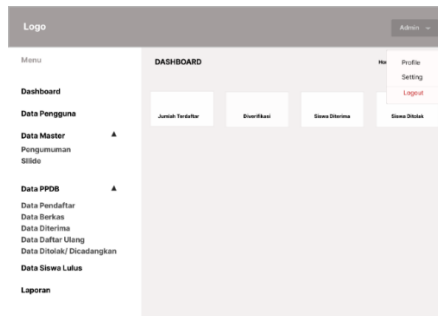 Logo
Admin
Menu
DASHBOARD
Profile
Setting
Logout
Dashboard
Data Pengguna
Data Master
Pengumuman
Sliide
Jumlah Terdaftar
Diverifikasi
Siswa Diterima
Siswa Ditolak
Data PPDB
Data Pendaftar
Data Berkas
Data Diterima
Data Daftar Ulang
Data Ditolak/ Dicadangkan
Data Siswa Lulus
Laporan